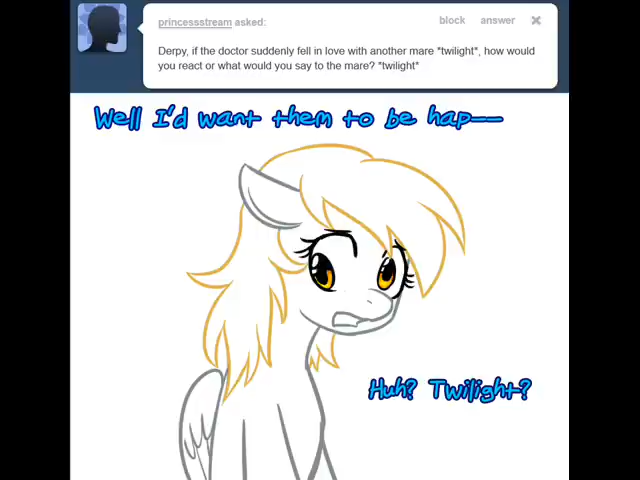 princessstream asked:
block answer ✖
Derpy, if the doctor suddenly fell in love with another mare *twilight*, how would
you react or what would you say to the mare? *twilight*
Well I'd want them to be hap--
Huh? Twilight?